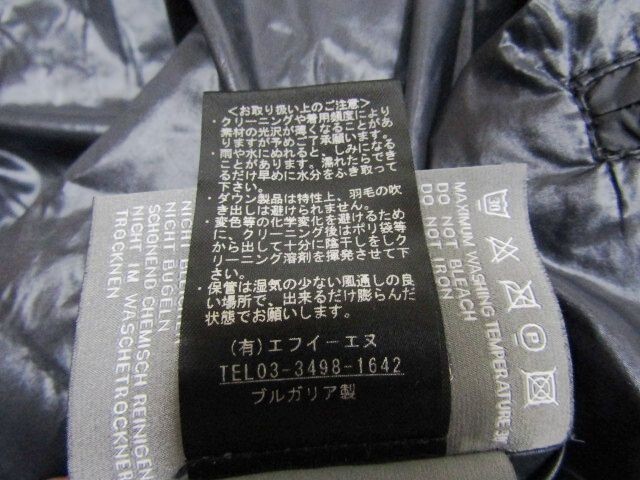 <お取り扱い上のご注意>
・クリーニングや着用頻度により
素材の光沢が薄くなることがあ
りますが予めご了承願います。
・雨や水にぬれると、しみになる
ことがあります。濡れたらでき
るだけ早めに水分をふき取って
下さい。
・ダウン製品は特性上、羽毛の吹
き出しは避けられません。
・変色等の化学変化を避けるため
にクリーニング後はポリ袋等
から出して十分に陰干しをしク
リーニング溶剤を揮発させて下
さい。
・保管は湿気の少ない風通しの良
い場所で、出来るだけ膨らんだ
状態でお願いします。
(有)エフイーエヌ
TEL03-3498-1642
ブルガリア製
MAXIMUM WASHING TEMPERATURE
DO NOT BLEACH
DO NOT IRON
NICHT BÜGELN
SCHONEND CHEMISCH REINIGEN
NICHT IM WASCHETROCKNER
TROCKNEN